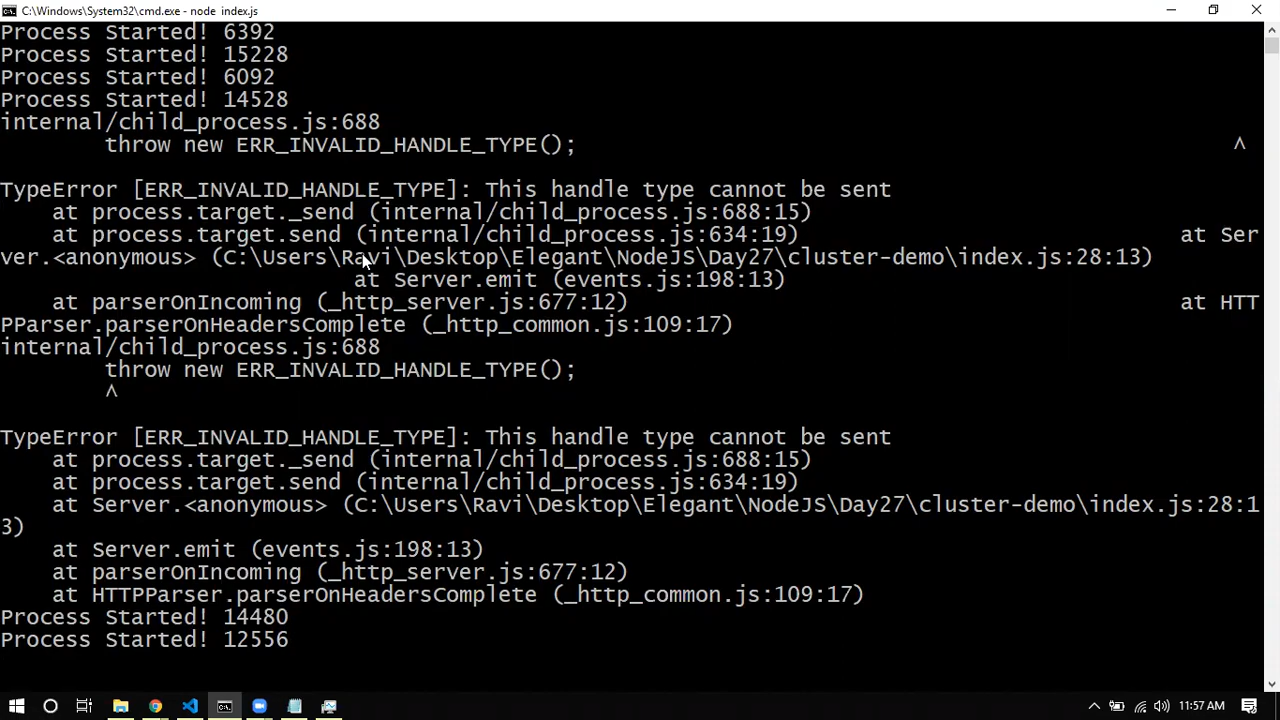 C:\Windows\System32\cmd.exe - node index.js
Process Started! 6392
Process Started! 15228
Process Started! 6092
Process Started! 14528
internal/child_process.js:688
throw new ERR_INVALID_HANDLE_TYPE(); ^
TypeError [ERR_INVALID_HANDLE_TYPE]: This handle type cannot be sent
at process.target._send (internal/child_process.js:688:15)
at process.target.send (internal/child_process.js:634:19) at Ser
ver.<anonymous> (C:\Users\Ravi\Desktop\Elegant\NodeJS\Day27\cluster-demo\index.js:28:13)
at Server.emit (events.js:198:13)
at parserOnIncoming (_http_server.js:677:12) at HTT
PParser.parserOnHeadersComplete (_http_common.js:109:17)
internal/child_process.js:688
throw new ERR_INVALID_HANDLE_TYPE();
^
TypeError [ERR_INVALID_HANDLE_TYPE]: This handle type cannot be sent
at process.target._send (internal/child_process.js:688:15)
at process.target.send (internal/child_process.js:634:19)
at Server.<anonymous> (C:\Users\Ravi\Desktop\Elegant\NodeJS\Day27\cluster-demo\index.js:28:1
3)
at Server.emit (events.js:198:13)
at parserOnIncoming (_http_server.js:677:12)
at HTTPParser.parserOnHeadersComplete (_http_common.js:109:17)
Process Started! 14480
Process Started! 12556
11:57 AM